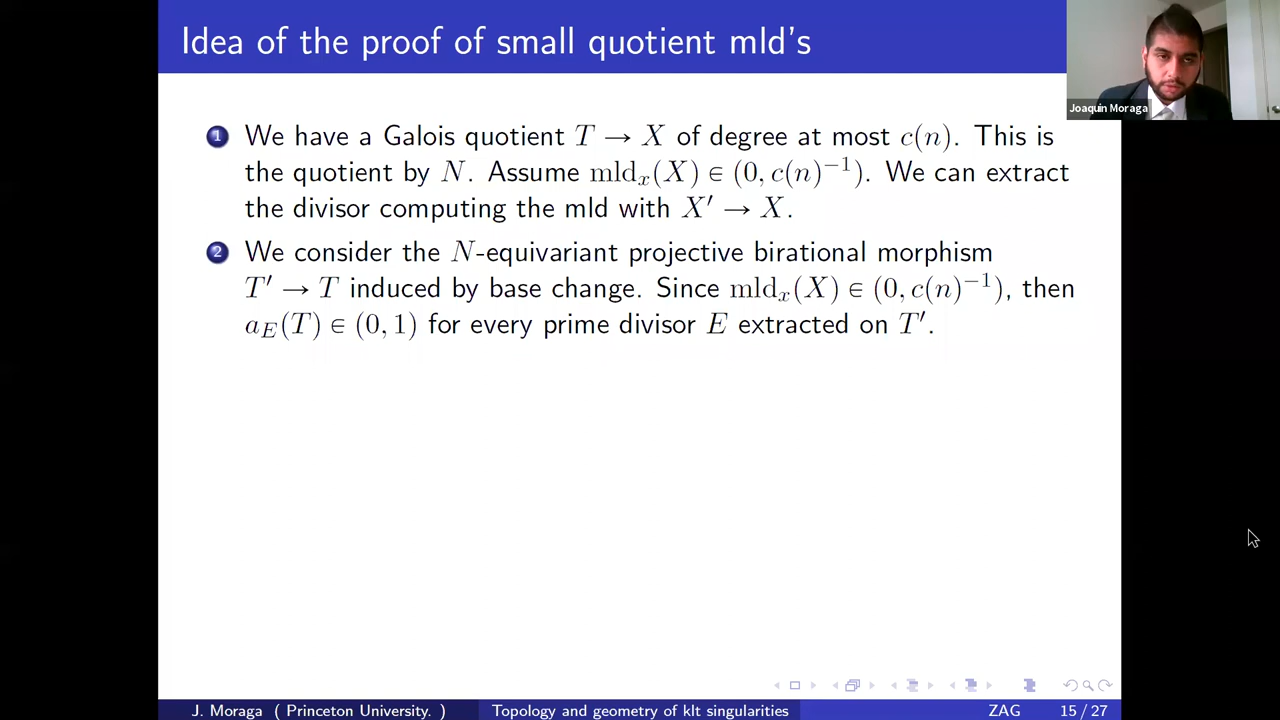 Idea of the proof of small quotient mld's
Joaquin Moraga
1 We have a Galois quotient T → X of degree at most c(n). This is
the quotient by N. Assume mldₓ(X) ∈ (0, c(n)⁻¹). We can extract
the divisor computing the mld with X′ → X.
2 We consider the N-equivariant projective birational morphism
T′ → T induced by base change. Since mldₓ(X) ∈ (0, c(n)⁻¹), then
a_E(T) ∈ (0, 1) for every prime divisor E extracted on T′.
J. Moraga ( Princeton University. ) Topology and geometry of klt singularities ZAG 15 / 27